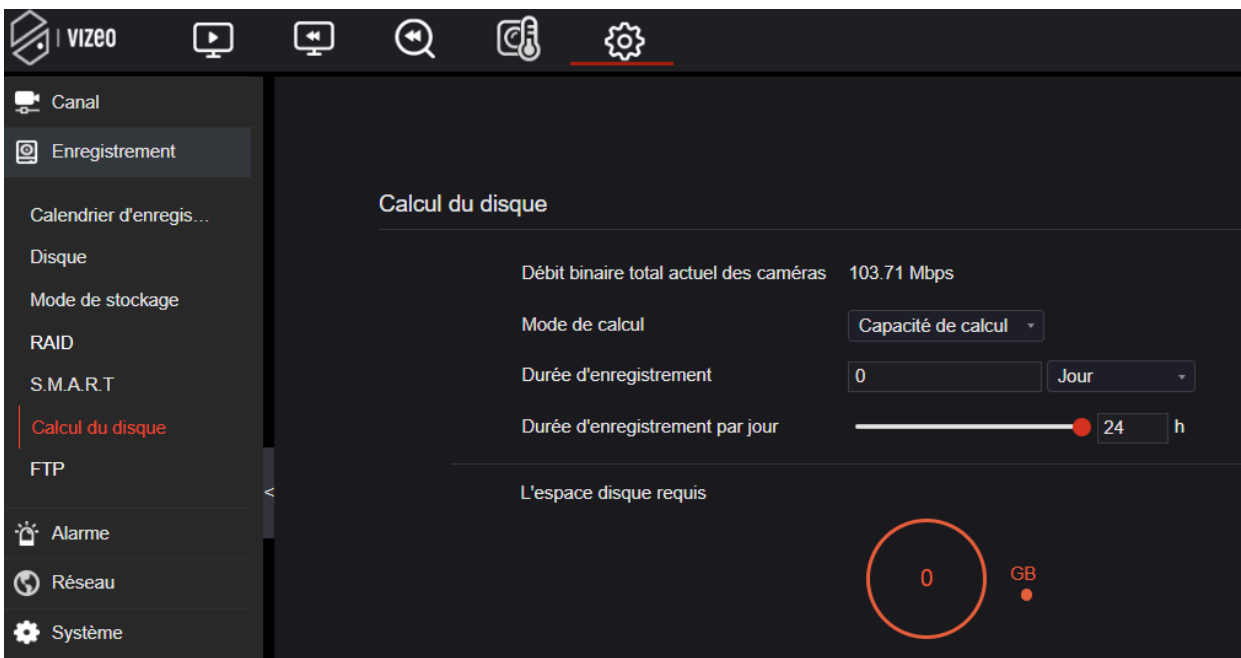 VIZEO
Canal
Enregistrement
Calendrier d'enregis...
Disque
Mode de stockage
RAID
S.M.A.R.T
Calcul du disque
FTP
<
Alarme
Réseau
Système
Calcul du disque
Débit binaire total actuel des caméras 103.71 Mbps
Mode de calcul Capacité de calcul
Durée d'enregistrement 0 Jour
Durée d'enregistrement par jour 24 h
L'espace disque requis
0 GB